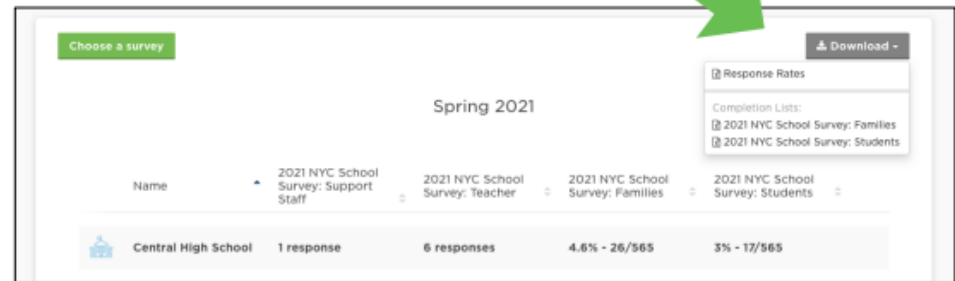 Choose a survey
Download
Response Rates
Spring 2021
Completion Lists:
2021 NYC School Survey: Families
2021 NYC School Survey: Students
Name
2021 NYC School
Survey: Support
Staff
2021 NYC School
Survey: Teacher
2021 NYC School
Survey: Families
2021 NYC School
Survey: Students
Central High School
1 response
6 responses
4.6% - 26/565
3% - 17/565